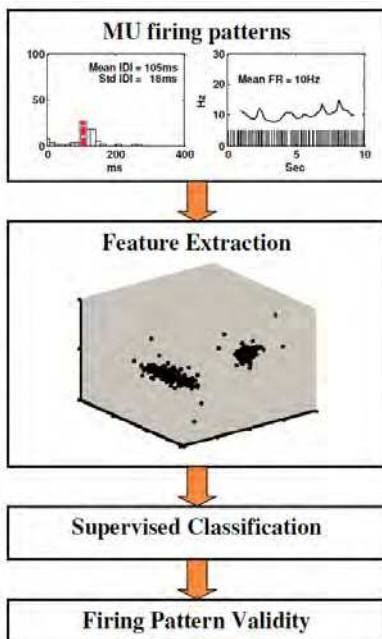 MU firing patterns
100
50
0
0
200
400
ms
Mean IDI = 105ms
Std IDI = 18ms
30
20
10
0
0
5
10
Hz
Sec
Mean FR = 10Hz
Feature Extraction
Supervised Classification
Firing Pattern Validity